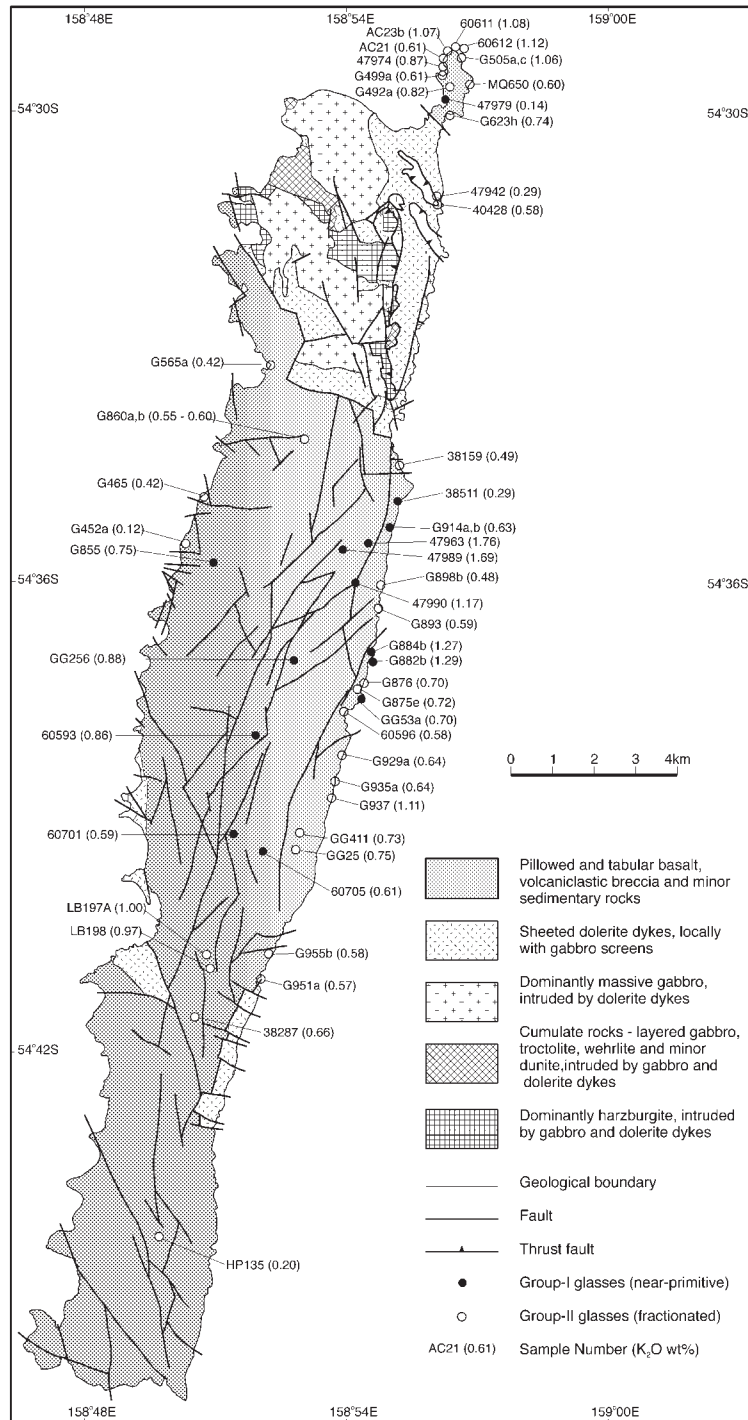 158°48E
158°54E
159°00E
AC23b (1.07)
60611 (1.08)
AC21 (0.61)
60612 (1.12)
47974 (0.87)
G505a,c (1.06)
G499a (0.61)
G492a (0.82)
MQ650 (0.60)
47979 (0.14)
G623h (0.74)
54°30S
54°30S
47942 (0.29)
40428 (0.58)
G565a (0.42)
G860a,b (0.55 - 0.60)
38159 (0.49)
G465 (0.42)
38511 (0.29)
G914a,b (0.63)
G452a (0.12)
47963 (1.76)
G855 (0.75)
47989 (1.69)
54°36S
G898b (0.48)
54°36S
47990 (1.17)
G893 (0.59)
G884b (1.27)
GG256 (0.88)
G882b (1.29)
G876 (0.70)
G875e (0.72)
GG53a (0.70)
60593 (0.86)
60596 (0.58)
G929a (0.64)
0 1 2 3 4km
G935a (0.64)
G937 (1.11)
60701 (0.59)
GG411 (0.73)
GG25 (0.75)
60705 (0.61)
LB197A (1.00)
LB198 (0.97)
G955b (0.58)
G951a (0.57)
38287 (0.66)
54°42S
HP135 (0.20)
Pillowed and tabular basalt,
volcaniclastic breccia and minor
sedimentary rocks
Sheeted dolerite dykes, locally
with gabbro screens
Dominantly massive gabbro,
intruded by dolerite dykes
Cumulate rocks - layered gabbro,
troctolite, wehrlite and minor
dunite,intruded by gabbro and
dolerite dykes
Dominantly harzburgite, intruded
by gabbro and dolerite dykes
Geological boundary
Fault
Thrust fault
Group-I glasses (near-primitive)
Group-II glasses (fractionated)
AC21 (0.61) Sample Number (K₂O wt%)
158°48E
158°54E
159°00E